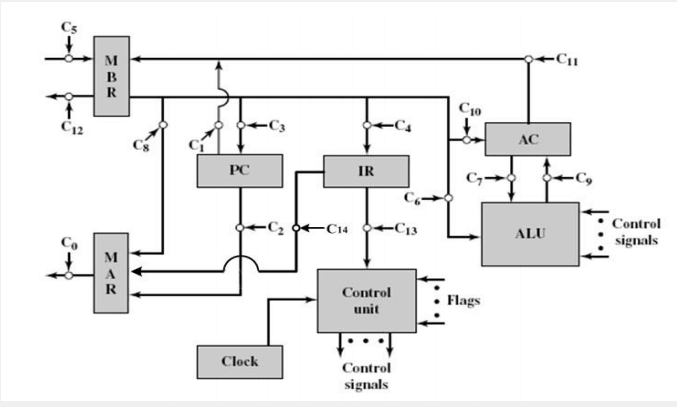 C5
M
B
R
C11
C12
C8
C1
C3
C4
C10
AC
PC
IR
C7
C9
C6
C0
C2
C14
C13
ALU
Control
signals
M
A
R
Control
unit
Flags
Clock
Control
signals